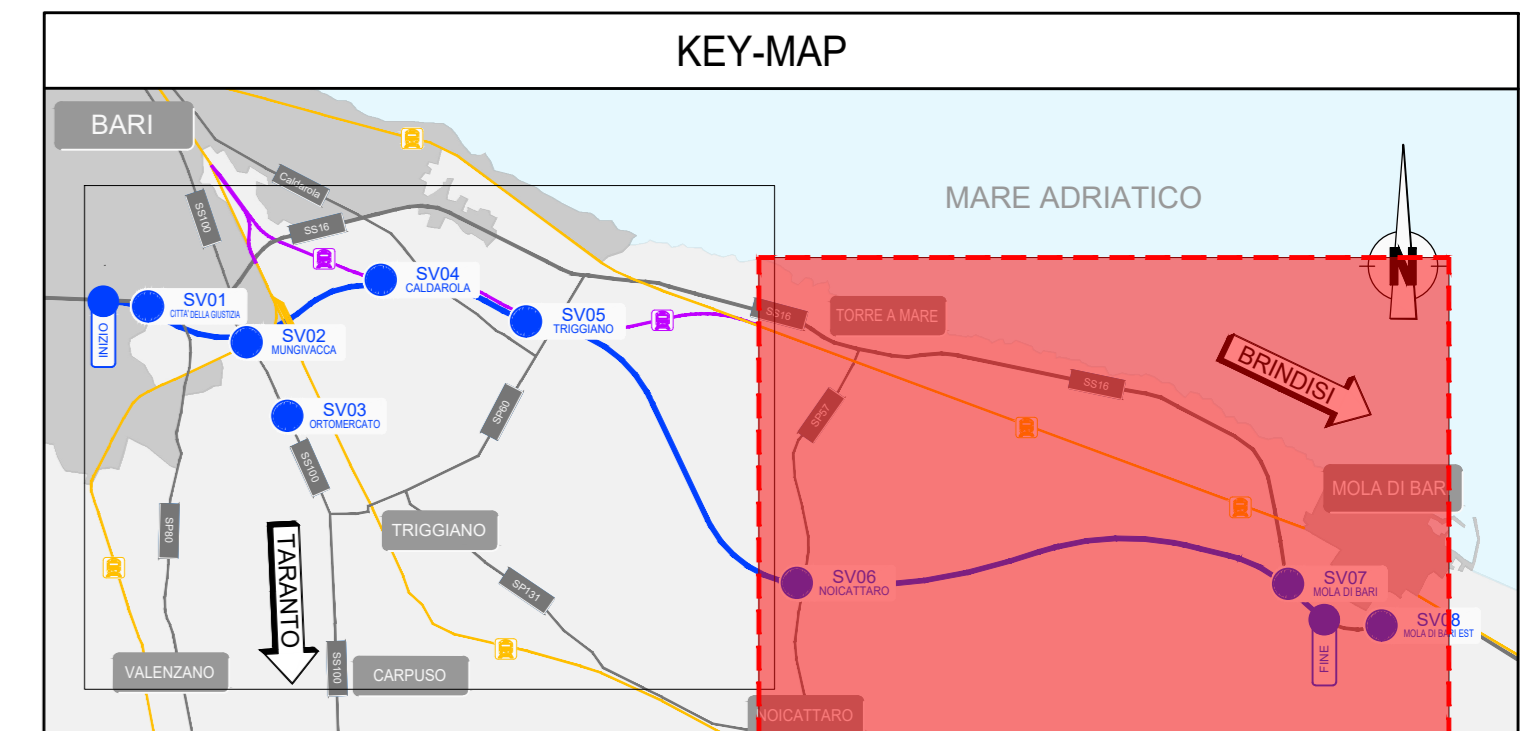 KEY-MAP
BARI
Caldarola
SS100
SS16
MARE ADRIATICO
N
SV04
CALDAROLA
SV01
CITTA' DELLA GIUSTIZIA
INIZIO
SV05
TRIGGIANO
SS16
TORRE A MARE
SV02
MUNGIVACCA
BRINDISI
SS16
SV03
ORTOMERCATO
SP60
SP57
SS100
MOLA DI BARI
SP80
TRIGGIANO
TARANTO
SP131
SV06
NOICATTARO
SV07
MOLA DI BARI
SV08
MOLA DI BARI EST
FINE
VALENZANO
SS100
CARPUSO
NOICATTARO